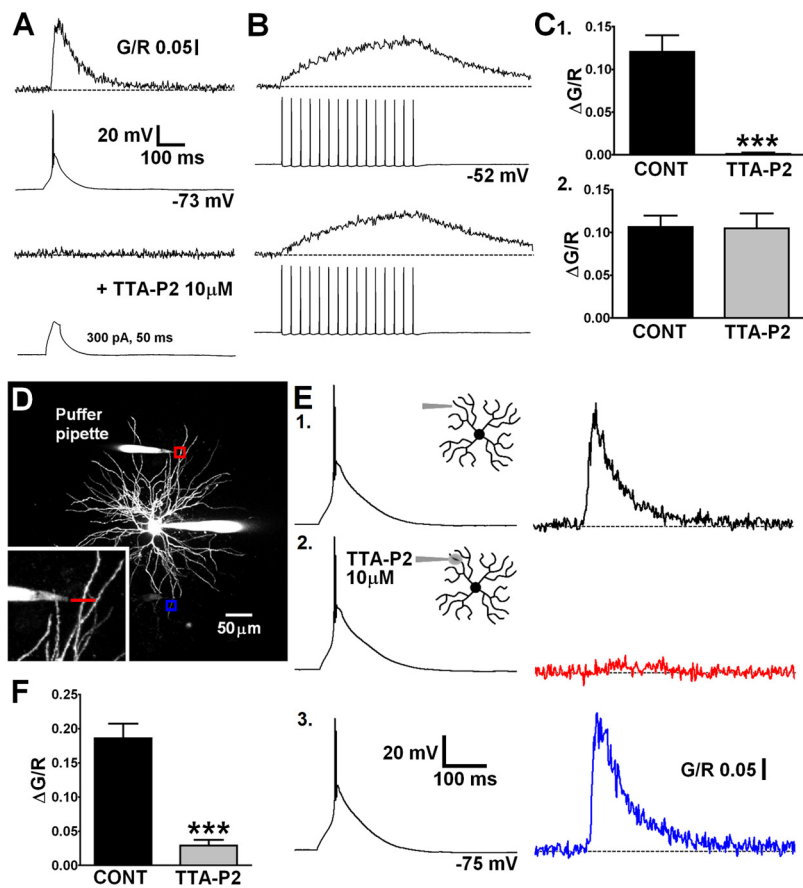 A
G/R 0.05
20 mV
100 ms
-73 mV
+ TTA-P2 10μM
300 pA, 50 ms
B
-52 mV
C1.
ΔG/R
0.15
0.10
0.05
0.00
***
CONT
TTA-P2
2.
ΔG/R
0.15
0.10
0.05
0.00
CONT
TTA-P2
D
Puffer
pipette
50μm
E
1.
2.
TTA-P2
10μM
3.
20 mV
100 ms
-75 mV
G/R 0.05
F
ΔG/R
0.25
0.20
0.15
0.10
0.05
0.00
***
CONT
TTA-P2